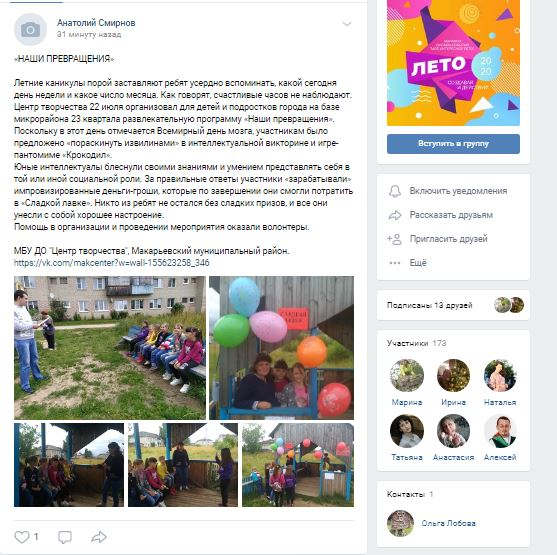 Анатолий Смирнов
31 минуту назад
«НАШИ ПРЕВРАЩЕНИЯ»
Летние каникулы порой заставляют ребят усердно вспоминать, какой сегодня
день недели и какое число месяца. Как говорят, счастливые часов не наблюдают.
Центр творчества 22 июля организовал для детей и подростков города на базе
микрорайона 23 квартала развлекательную программу «Наши превращения».
Поскольку в этот день отмечается Всемирный день мозга, участникам было
предложено «пораскинуть извилинами» в интеллектуальной викторине и игре-
пантомиме «Крокодил».
Юные интеллектуалы блеснули своими знаниями и умением представлять себя в
той или иной социальной роли. За правильные ответы участники «зарабатывали»
импровизированные деньги-гроши, которые по завершении они смогли потратить
в «Сладкой лавке». Никто из ребят не остался без сладких призов, и все они
унесли с собой хорошее настроение.
Помощь в организации и проведении мероприятия оказали волонтеры.
МБУ ДО "Центр творчества", Макарьевский муниципальный район.
https://vk.com/makcenter?w=wall-155623258_346
СЛАДКАЯ
ЛАВКА
1
ЛЕТО
20
20
СОЗДАВАЙ
И ДЕЙСТВУЙ!
Вступить в группу
Включить уведомления
Рассказать друзьям
Пригласить друзей
Ещё
Подписаны 13 друзей
Участники 173
Марина
Ирина
Наталья
Татьяна
Анастасия
Алексей
Контакты 1
Ольга Лобова